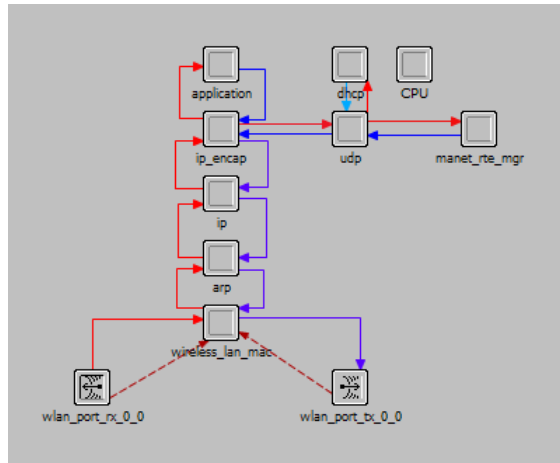 application
dhcp
CPU
ip_encap
udp
manet_rte_mgr
ip
arp
wireless_lan_mac
wlan_port_rx_0_0
wlan_port_tx_0_0